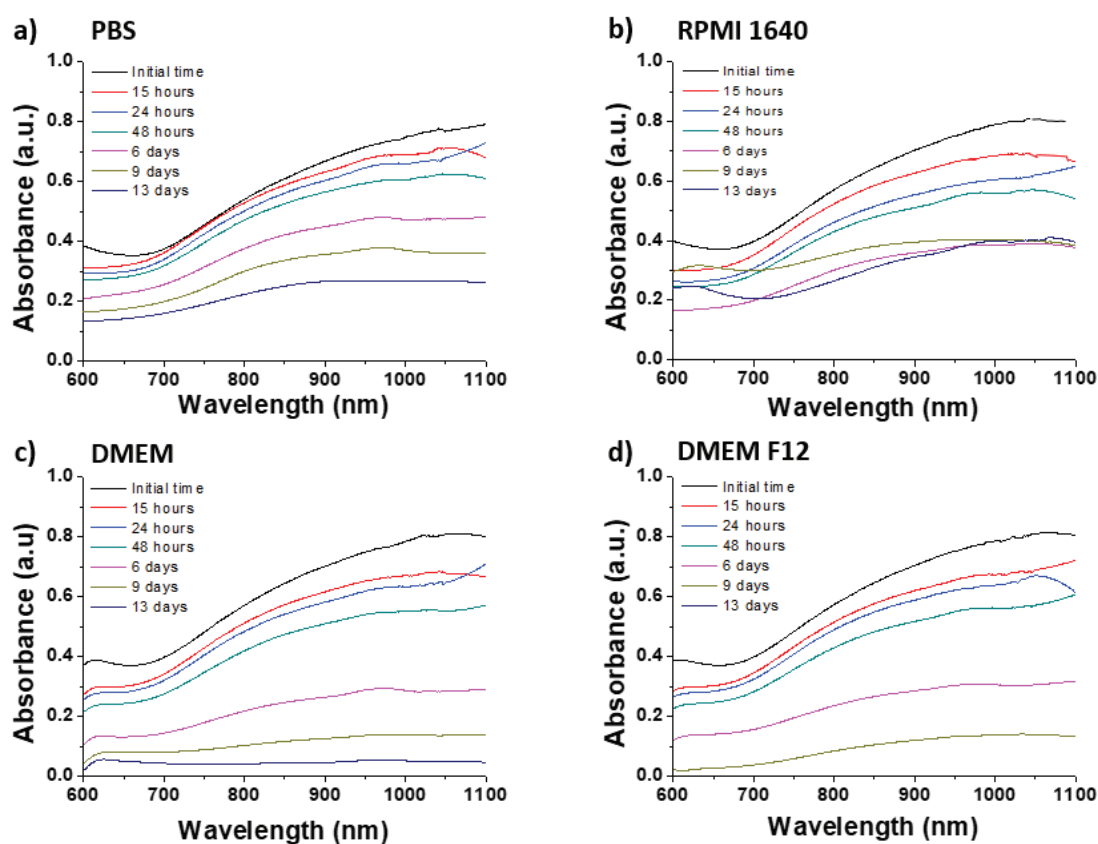 a) PBS
1.0
0.8
0.6
0.4
0.2
0.0
Absorbance (a.u.)
Initial time
15 hours
24 hours
48 hours
6 days
9 days
13 days
600 700 800 900 1000 1100
Wavelength (nm)
b) RPMI 1640
1.0
0.8
0.6
0.4
0.2
0.0
Absorbance (a.u.)
Initial time
15 hours
24 hours
48 hours
6 days
9 days
13 days
600 700 800 900 1000 1100
Wavelength (nm)
c) DMEM
1.0
0.8
0.6
0.4
0.2
0.0
Absorbance (a.u)
Initial time
15 hours
24 hours
48 hours
6 days
9 days
13 days
600 700 800 900 1000 1100
Wavelength (nm)
d) DMEM F12
1.0
0.8
0.6
0.4
0.2
0.0
Absorbance (a.u.)
Initial time
15 hours
24 hours
48 hours
6 days
9 days
13 days
600 700 800 900 1000 1100
Wavelength (nm)